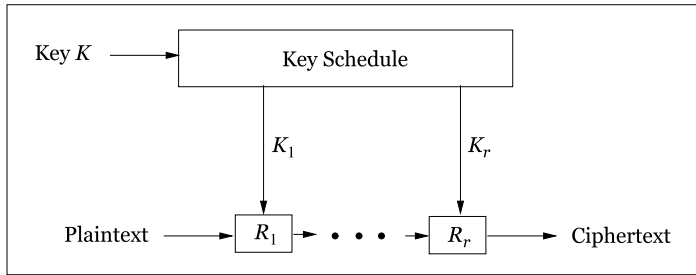 Key K
Key Schedule
K₁
Kᵣ
Plaintext
R₁
• • •
Rᵣ
Ciphertext